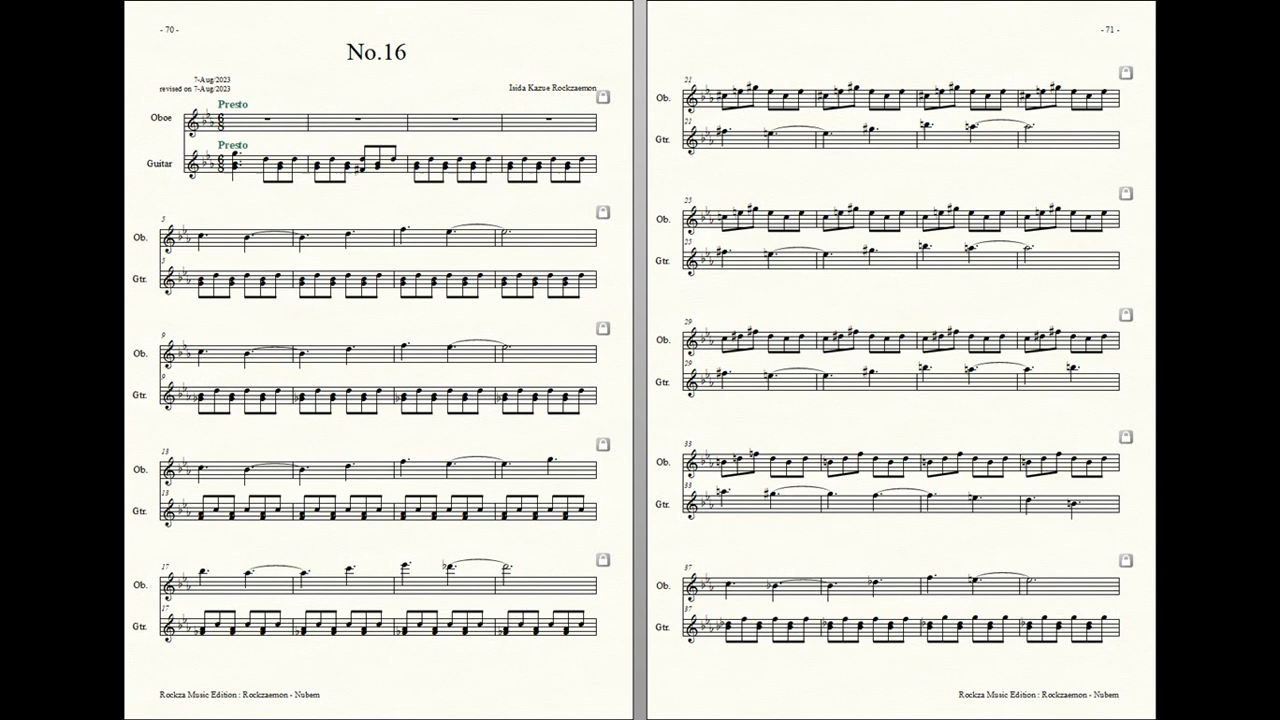 - 70 -
No.16
7-Aug/2023
revised on 7-Aug/2023
Isida Kazue Rockzaemon
Presto
Oboe
Presto
Guitar
5
Ob.
5
Gtr.
9
Ob.
9
Gtr.
13
Ob.
13
Gtr.
17
Ob.
17
Gtr.
Rockza Music Edition : Rockzaemon - Nubem
- 71 -
21
Ob.
21
Gtr.
25
Ob.
25
Gtr.
29
Ob.
29
Gtr.
33
Ob.
33
Gtr.
37
Ob.
37
Gtr.
Rockza Music Edition : Rockzaemon - Nubem